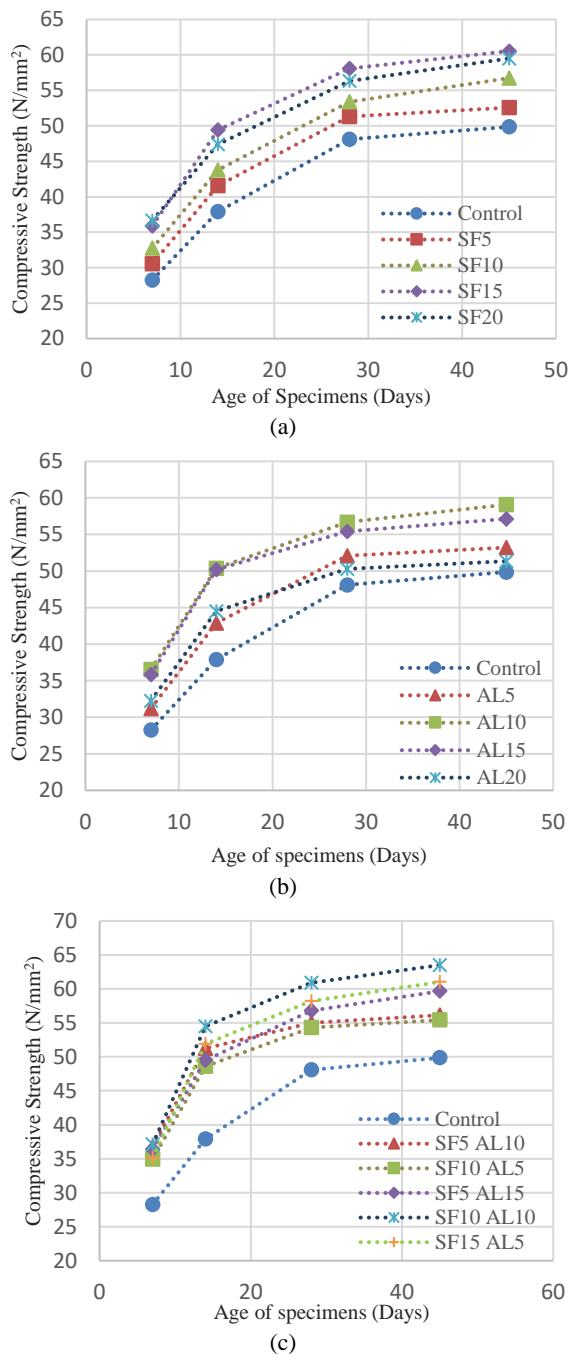 65
60
55
50
45
40
35
30
25
20
Compressive Strength (N/mm²)
Control
SF5
SF10
SF15
SF20
0 10 20 30 40 50
Age of Specimens (Days)
(a)
65
60
55
50
45
40
35
30
25
20
Compressive Strength (N/mm²)
Control
AL5
AL10
AL15
AL20
0 10 20 30 40 50
Age of specimens (Days)
(b)
70
65
60
55
50
45
40
35
30
25
20
Compressive Strength (N/mm²)
Control
SF5 AL10
SF10 AL5
SF5 AL15
SF10 AL10
SF15 AL5
0 20 40 60
Age of specimens (Days)
(c)